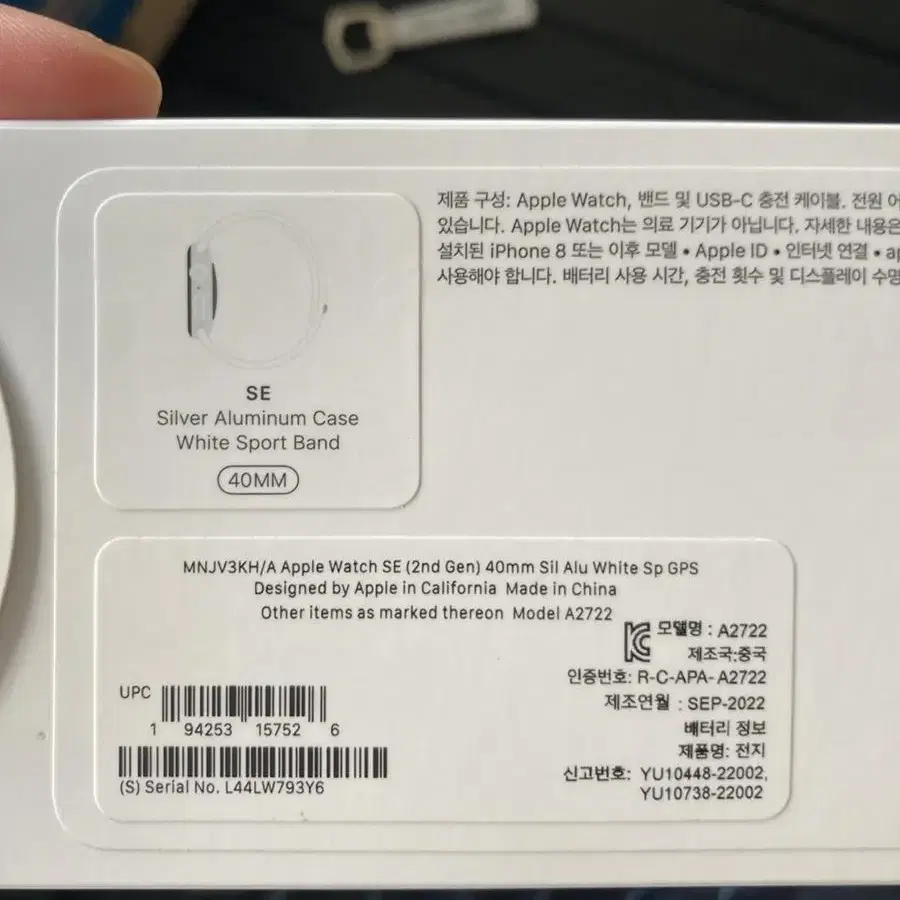 제품 구성: Apple Watch, 밴드 및 USB-C 충전 케이블. 전원
있습니다. Apple Watch는 의료 기기가 아닙니다. 자세한 내용은
설치된 iPhone 8 또는 이후 모델 • Apple ID • 인터넷 연결 •
사용해야 합니다. 배터리 사용 시간, 충전 횟수 및 디스플레이 수명
SE
Silver Aluminum Case
White Sport Band
40MM
MNJV3KH/A Apple Watch SE (2nd Gen) 40mm Sil Alu White Sp GPS
Designed by Apple in California Made in China
Other items as marked thereon Model A2722
모델명 : A2722
제조국:중국
인증번호: R-C-APA-A2722
제조연월 : SEP-2022
배터리 정보
제품명: 전지
신고번호: YU10448-22002,
YU10738-22002
UPC
1 94253 15752 6
(S) Serial No. L44LW793Y6